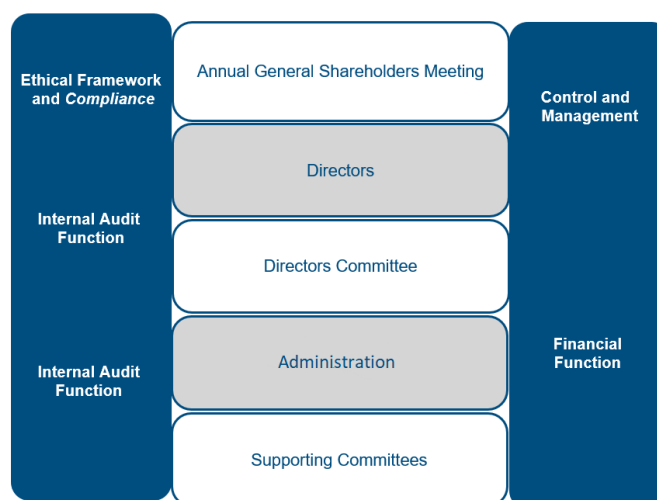 Ethical Framework
and Compliance
Internal Audit
Function
Internal Audit
Function
Annual General Shareholders Meeting
Directors
Directors Committee
Administration
Supporting Committees
Control and
Management
Financial
Function